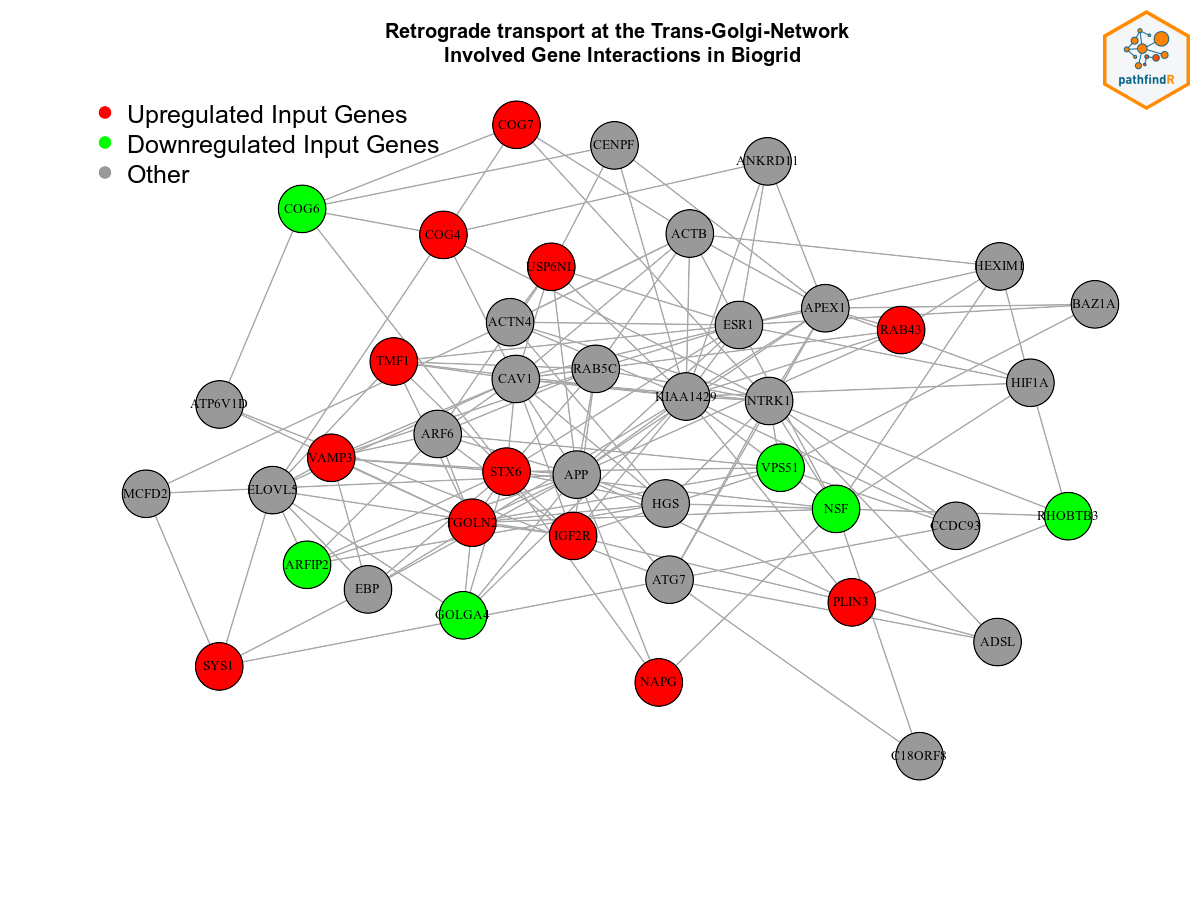 Retrograde transport at the Trans-Golgi-Network
Involved Gene Interactions in Biogrid
pathfindR
Upregulated Input Genes
Downregulated Input Genes
Other
COG7
CENPF
ANKRD11
COG6
COG4
ACTB
USP6NL
HEXIM1
BAZ1A
ACTN4
ESR1
APEX1
RAB43
TMF1
CAV1
RAB5C
HIF1A
ATP6V1D
KIAA1429
NTRK1
ARF6
VAMP3
STX6
APP
VPS51
MCFD2
ELOVL5
HGS
NSF
TGOLN2
IGF2R
CCDC93
RHOBTB3
ARFIP2
EBP
ATG7
GOLGA4
PLIN3
ADSL
SYS1
NAPG
C18ORF8